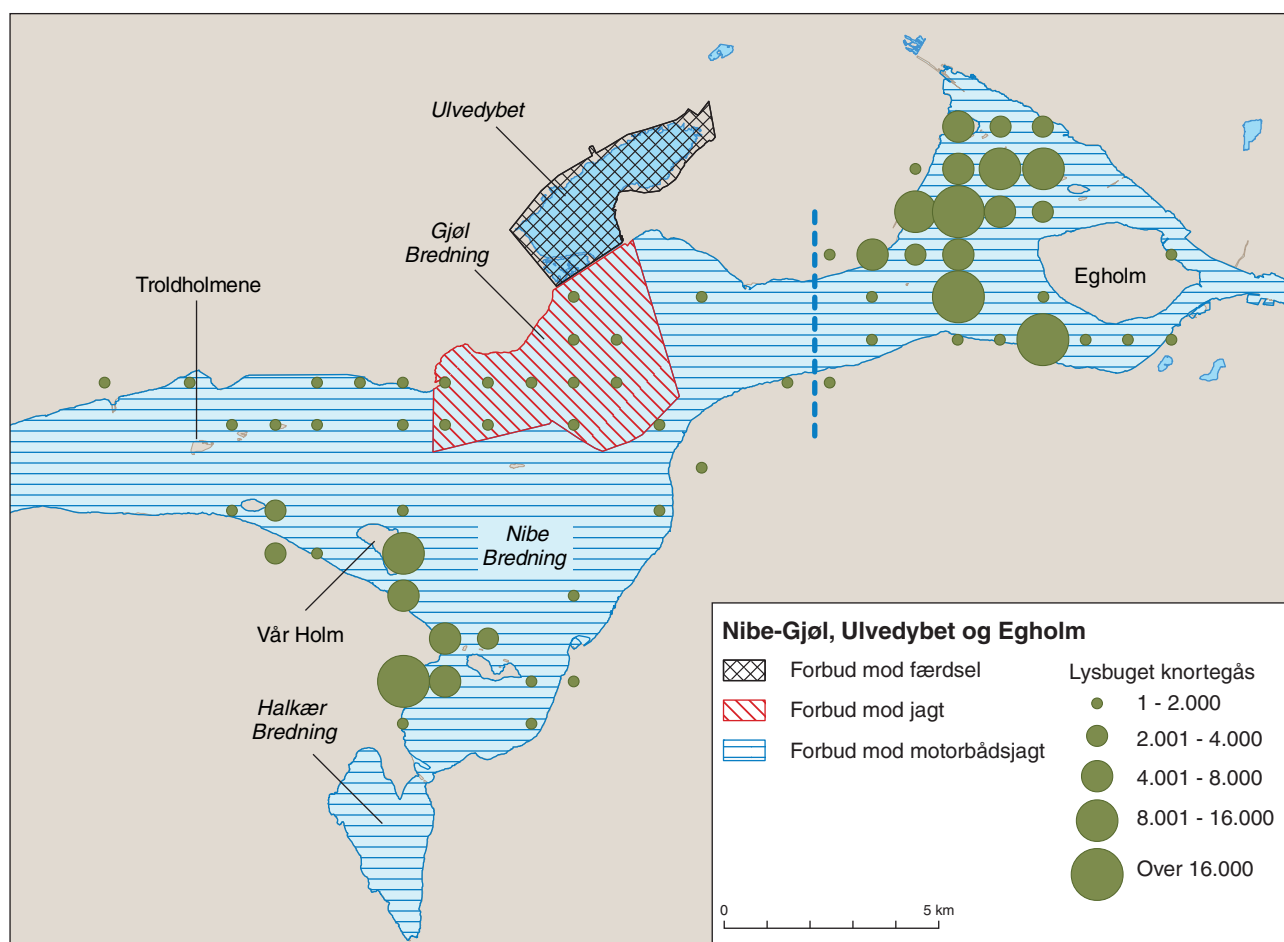 Ulvedybet
Gjøl
Bredning
Troldholmene
Egholm
Nibe
Bredning
Vår Holm
Halkær
Bredning
Nibe-Gjøl, Ulvedybet og Egholm
Forbud mod færdsel
Forbud mod jagt
Forbud mod motorbådsjagt
Lysbuget knortegås
1 - 2.000
2.001 - 4.000
4.001 - 8.000
8.001 - 16.000
Over 16.000
0 5 km